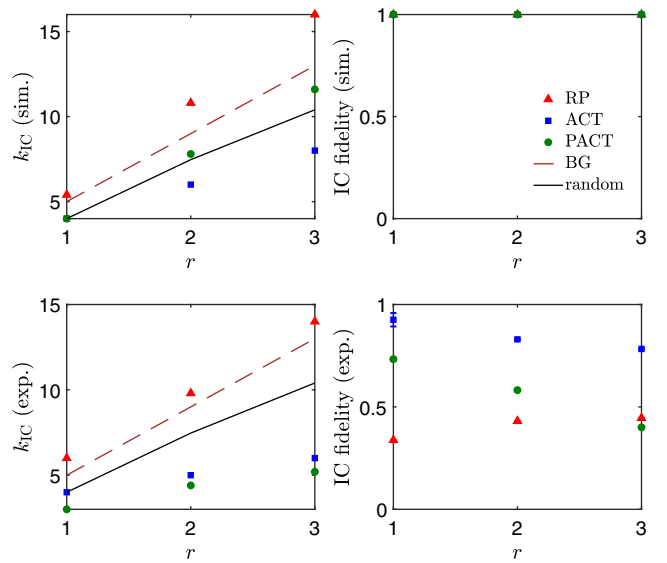 k_IC (sim.)
15
10
5
1 2 3
r
IC fidelity (sim.)
1
0.5
0
RP
ACT
PACT
BG
random
1 2 3
r
k_IC (exp.)
15
10
5
1 2 3
r
IC fidelity (exp.)
1
0.5
0
1 2 3
r